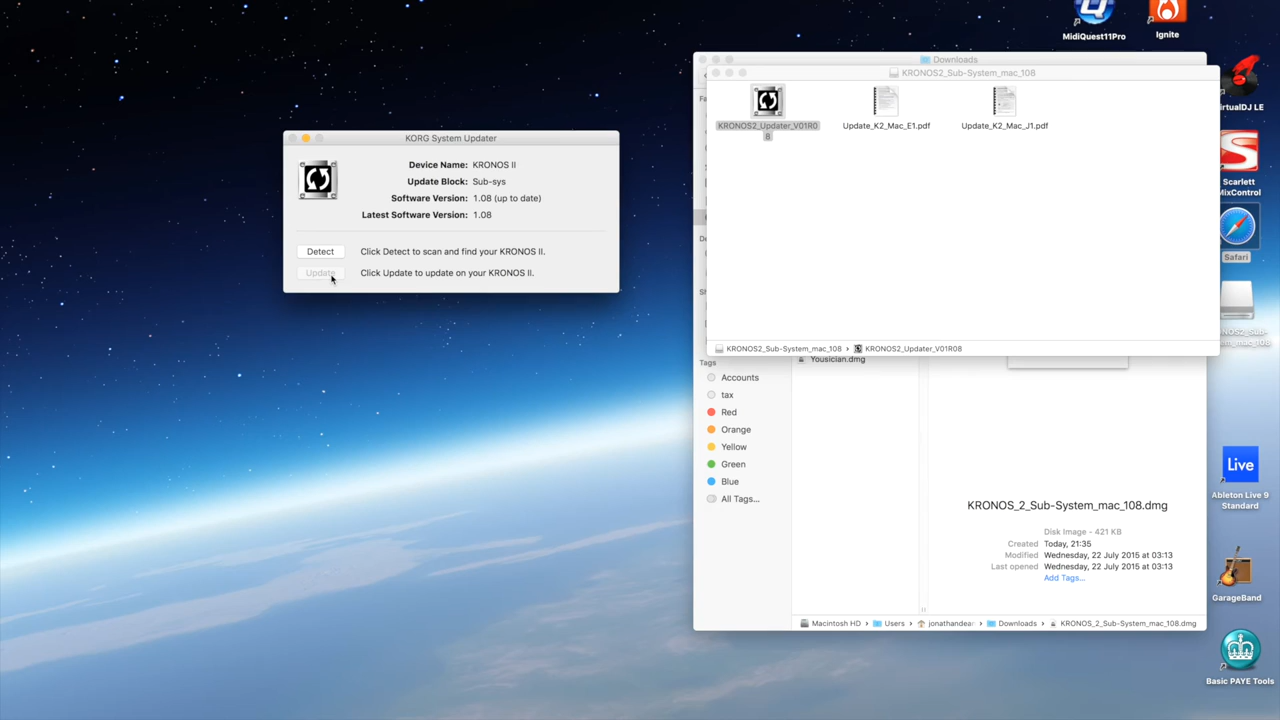 MidiQuest11Pro
Ignite
Downloads
KRONOS2_Sub-System_mac_108
KRONOS2_Updater_V01R0
8
Update_K2_Mac_E1.pdf
Update_K2_Mac_J1.pdf
KORG System Updater
Device Name: KRONOS II
Update Block: Sub-sys
Software Version: 1.08 (up to date)
Latest Software Version: 1.08
Detect
Click Detect to scan and find your KRONOS II.
Update
Click Update to update on your KRONOS II.
VirtualDJ LE
Scarlett
MixControl
Safari
KRONOS2_Sub-System_mac_108 › KRONOS2_Updater_V01R08
Yousician.dmg
Tags
Accounts
tax
Red
Orange
Yellow
Green
Blue
All Tags...
KRONOS_2_Sub-System_mac_108.dmg
Disk Image - 421 KB
Created Today, 21:35
Modified Wednesday, 22 July 2015 at 03:13
Last opened Wednesday, 22 July 2015 at 03:13
Add Tags...
Macintosh HD › Users › jonathandea › Downloads › KRONOS_2_Sub-System_mac_108.dmg
Live
Ableton Live 9
Standard
GarageBand
Basic PAYE Tools